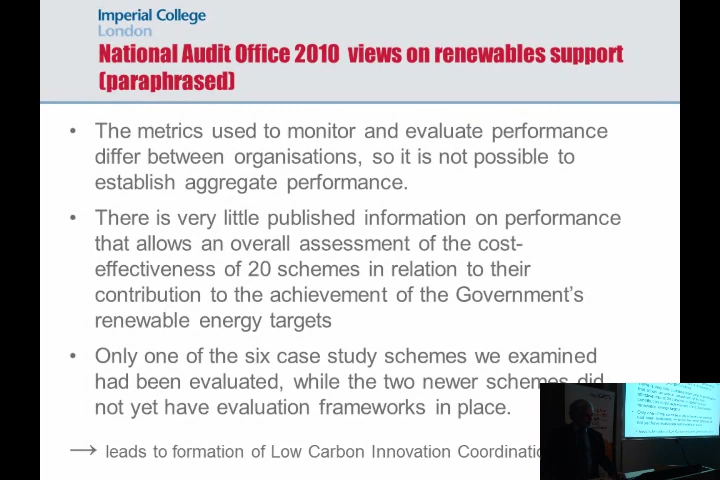 Imperial College
London
National Audit Office 2010 views on renewables support
(paraphrased)
• The metrics used to monitor and evaluate performance
differ between organisations, so it is not possible to
establish aggregate performance.
• There is very little published information on performance
that allows an overall assessment of the cost-
effectiveness of 20 schemes in relation to their
contribution to the achievement of the Government's
renewable energy targets
• Only one of the six case study schemes we examined
had been evaluated, while the two newer schemes did
not yet have evaluation frameworks in place.
→ leads to formation of Low Carbon Innovation Coordination